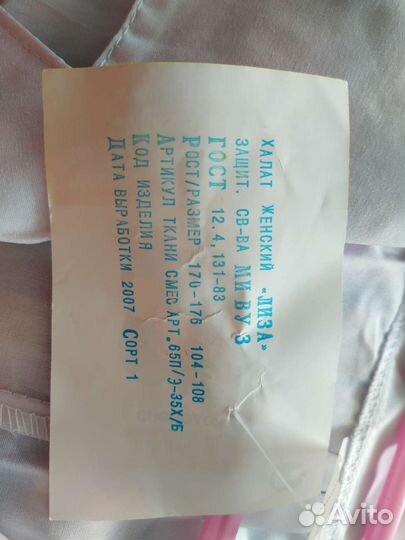 ХАЛАТ ЖЕНСКИЙ «ЛИЗА»
ЗАЩИТ. СВ-ВА МИ ВУ З
ГОСТ 12.4.131-83
РОСТ/РАЗМЕР 170-176 104-108
АРТИКУЛ ТКАНИ СМЕС АРТ.65П/Э-35Х/Б
КОД ИЗДЕЛИЯ
ДАТА ВЫРАБОТКИ 2007 СОРТ 1
Avito